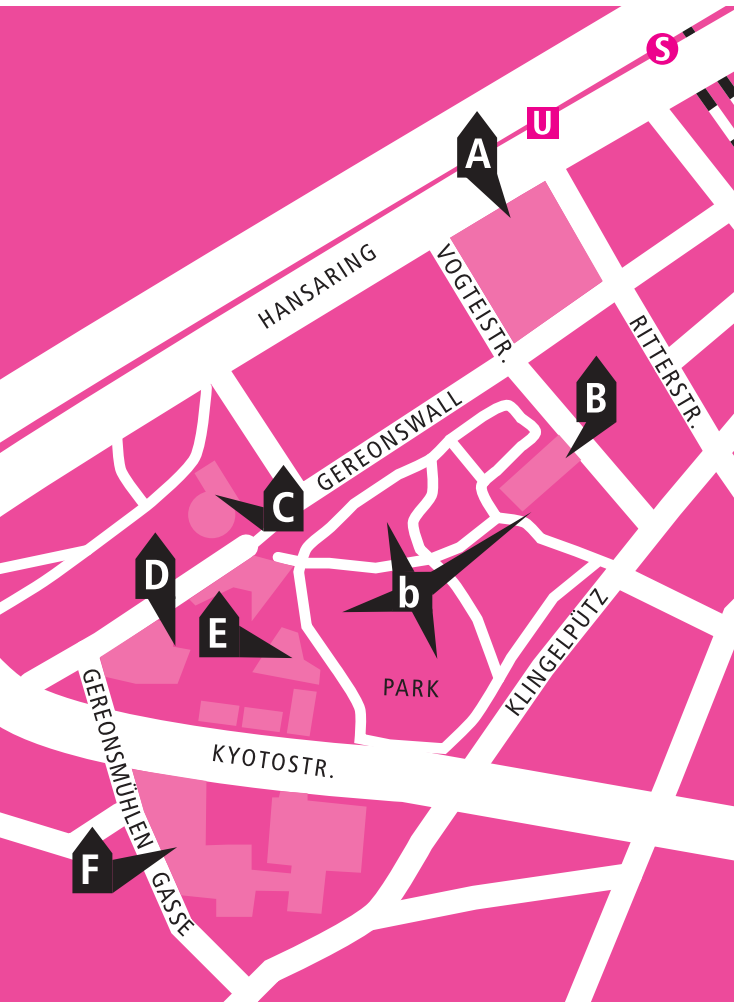 S
U
A
HANSARING
VOGTEISTR.
RITTERSTR.
B
GEREONSWALL
C
D
b
E
KLINGELPÜTZ
PARK
GEREONSMÜHLEN GASSE
KYOTOSTR.
F